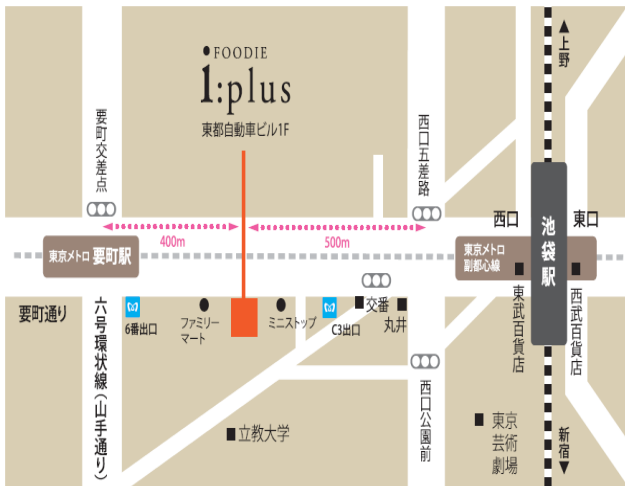 FOODIE
i:plus
東都自動車ビル1F
▲上野
要町交差点
西口五差路
400m
500m
西口
東口
池袋駅
東京メトロ 要町駅
東京メトロ
副都心線
要町通り
六号環状線(山手通り)
6番出口
ファミリー
マート
ミニストップ
C3出口
交番
丸井
東武百貨店
西武百貨店
西口公園前
立教大学
東京
芸術
劇場
新宿▼